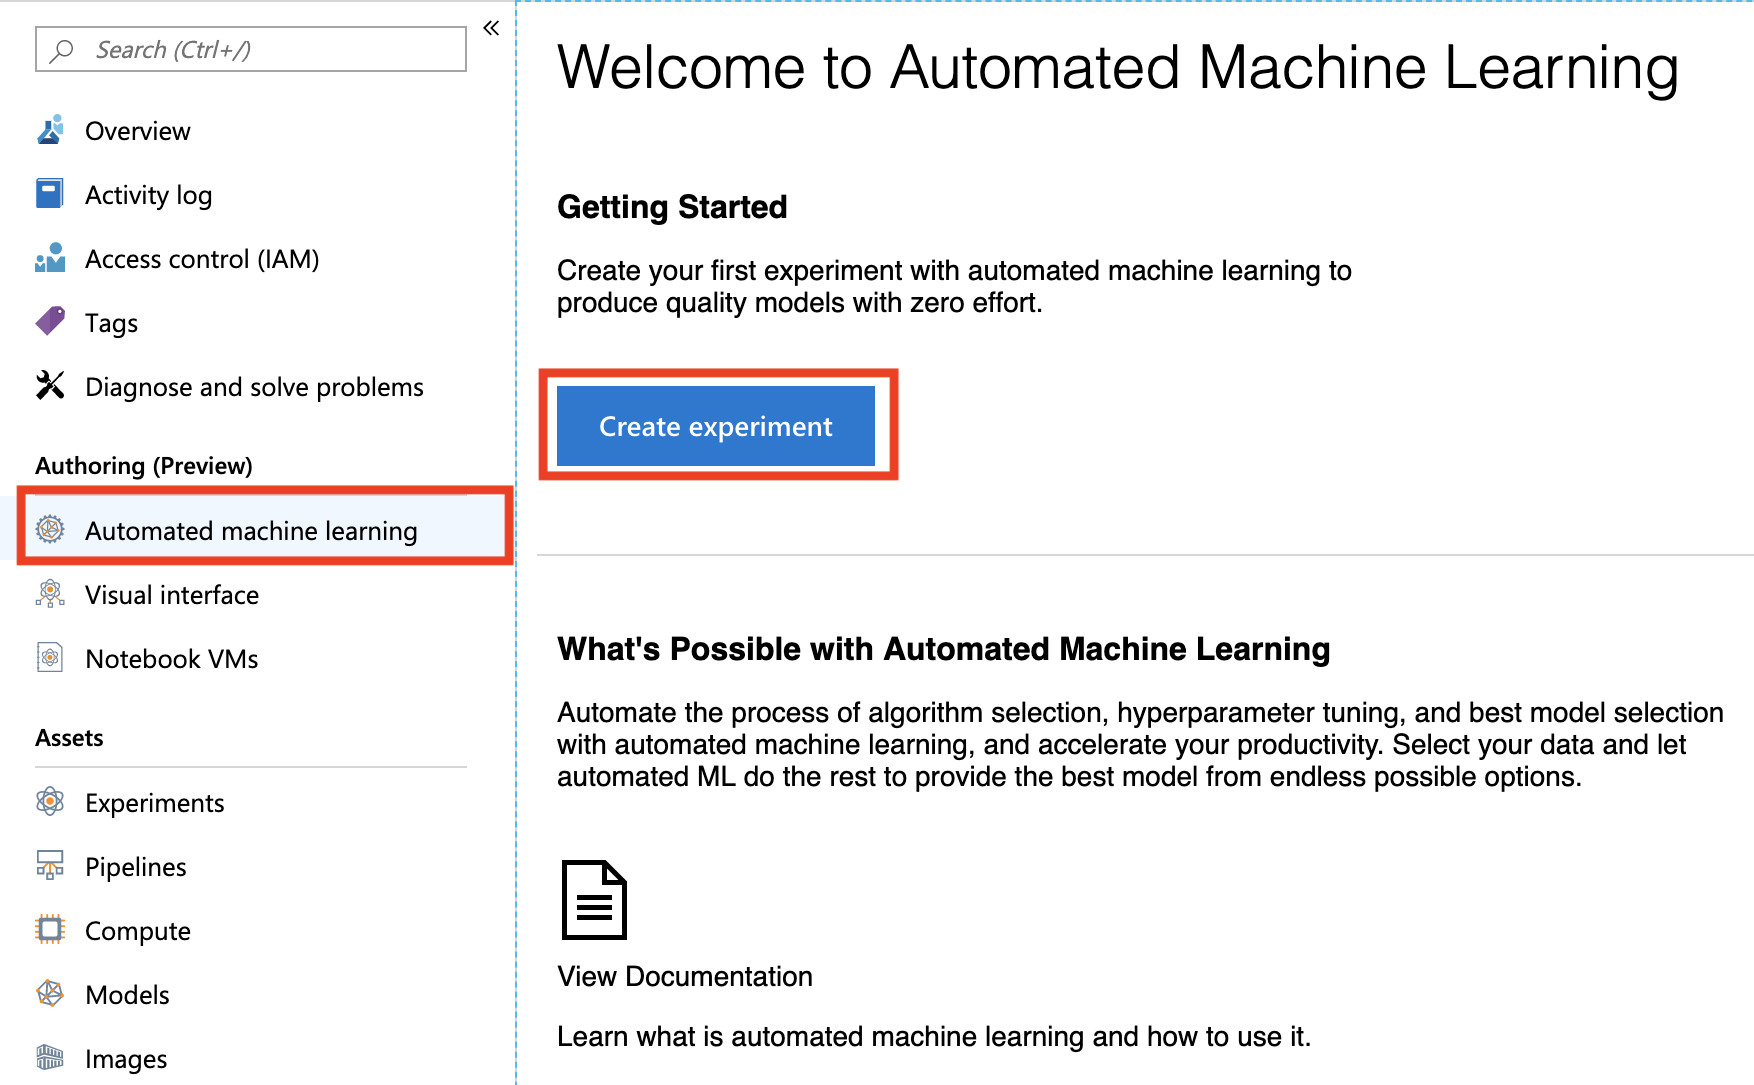 Search (Ctrl+/)
«
Overview
Activity log
Access control (IAM)
Tags
Diagnose and solve problems
Authoring (Preview)
Automated machine learning
Visual interface
Notebook VMs
Assets
Experiments
Pipelines
Compute
Models
Images
Welcome to Automated Machine Learning
Getting Started
Create your first experiment with automated machine learning to
produce quality models with zero effort.
Create experiment
What's Possible with Automated Machine Learning
Automate the process of algorithm selection, hyperparameter tuning, and best model selection
with automated machine learning, and accelerate your productivity. Select your data and let
automated ML do the rest to provide the best model from endless possible options.
View Documentation
Learn what is automated machine learning and how to use it.